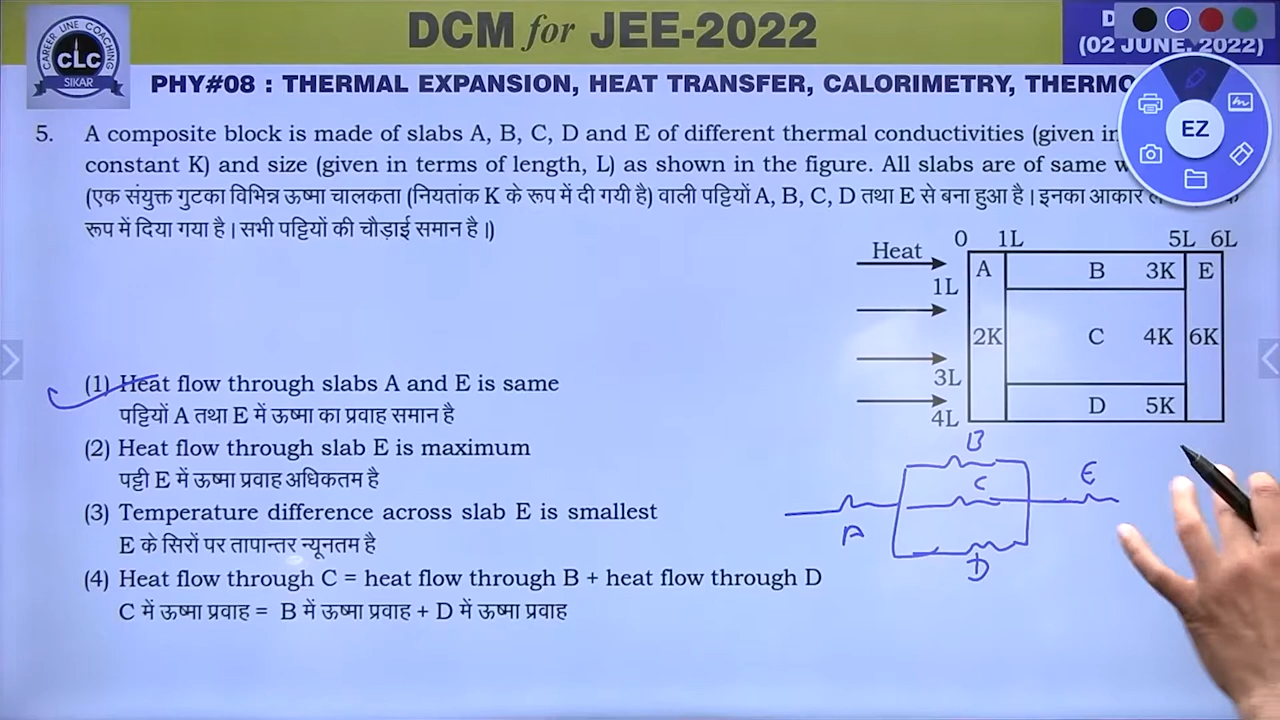 DCM for JEE-2022
CAREER LINE COACHING
CLC
SIKAR
(02 JUNE, 2022)
PHY#08 : THERMAL EXPANSION, HEAT TRANSFER, CALORIMETRY, THERMO
EZ
5. A composite block is made of slabs A, B, C, D and E of different thermal conductivities (given in
constant K) and size (given in terms of length, L) as shown in the figure. All slabs are of same w
(एक संयुक्त गुटका विभिन्न ऊष्मा चालकता (नियतांक K के रूप में दी गयी है) वाली पट्टियों A, B, C, D तथा E से बना हुआ है। इनका आकार
रूप में दिया गया है। सभी पट्टियों की चौड़ाई समान है।)
0 1L 5L 6L
Heat
A B 3K E
1L
2K C 4K 6K
3L
D 5K
4L
(1) Heat flow through slabs A and E is same
पट्टियों A तथा E में ऊष्मा का प्रवाह समान है
(2) Heat flow through slab E is maximum
पट्टी E में ऊष्मा प्रवाह अधिकतम है
(3) Temperature difference across slab E is smallest
E के सिरों पर तापान्तर न्यूनतम है
(4) Heat flow through C = heat flow through B + heat flow through D
C में ऊष्मा प्रवाह = B में ऊष्मा प्रवाह + D में ऊष्मा प्रवाह
B
C
E
A
D